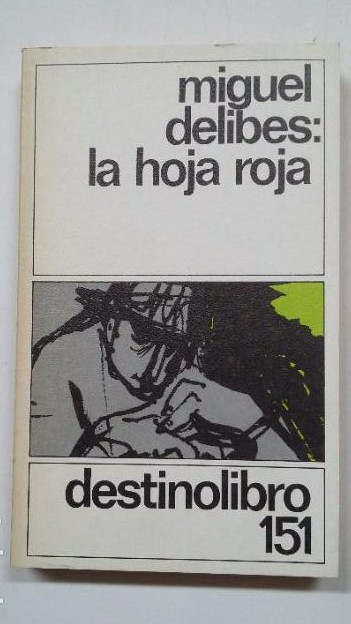 miguel
delibes:
la hoja roja
destinolibro
151